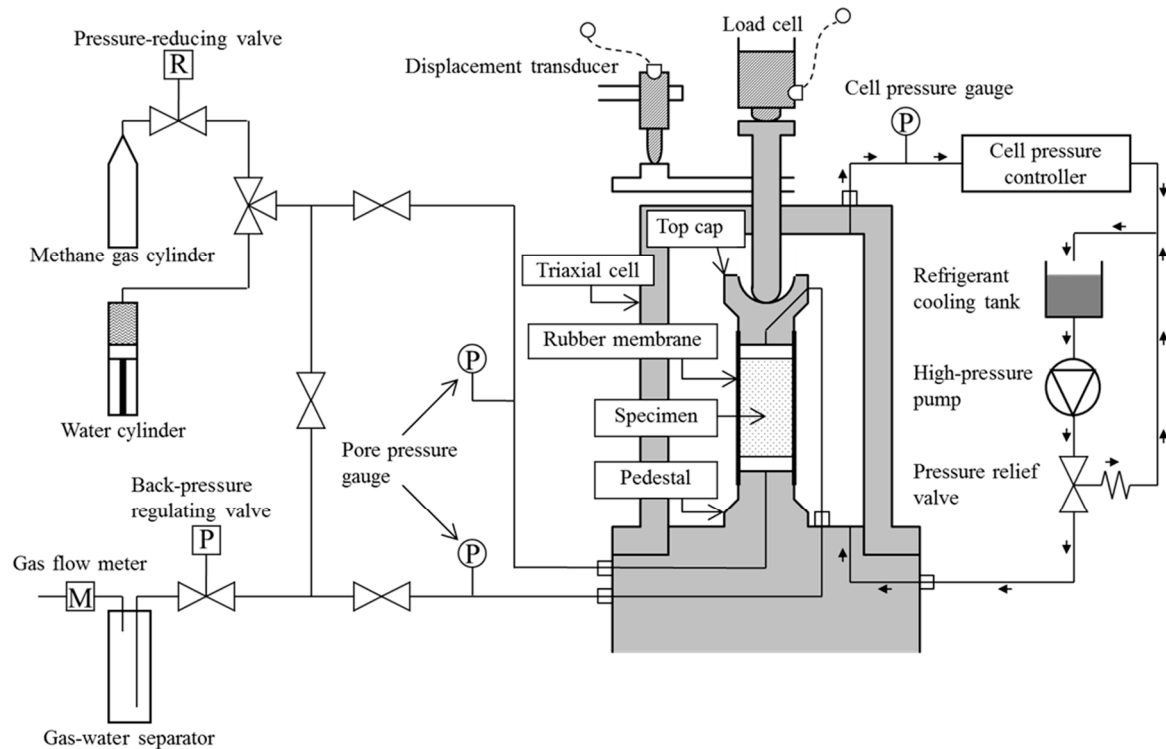 Pressure-reducing valve
R
Methane gas cylinder
Water cylinder
Back-pressure
regulating valve
P
Gas flow meter
M
Gas-water separator
Displacement transducer
Load cell
Cell pressure gauge
P
Cell pressure
controller
Top cap
Triaxial cell
Rubber membrane
Specimen
Pedestal
P
Pore pressure
gauge
P
Refrigerant
cooling tank
High-pressure
pump
Pressure relief
valve